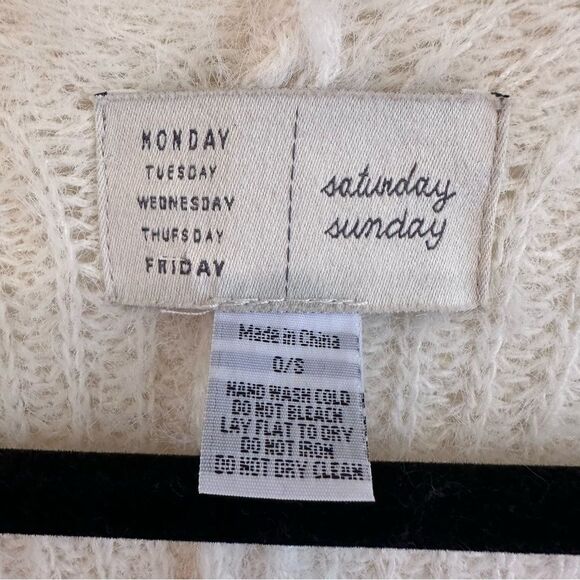 MONDAY
TUESDAY
WEDNESDAY
THURSDAY
FRIDAY
saturday
sunday
Made in China
O/S
HAND WASH COLD
DO NOT BLEACH
LAY FLAT TO DRY
DO NOT IRON
DO NOT DRY CLEAN